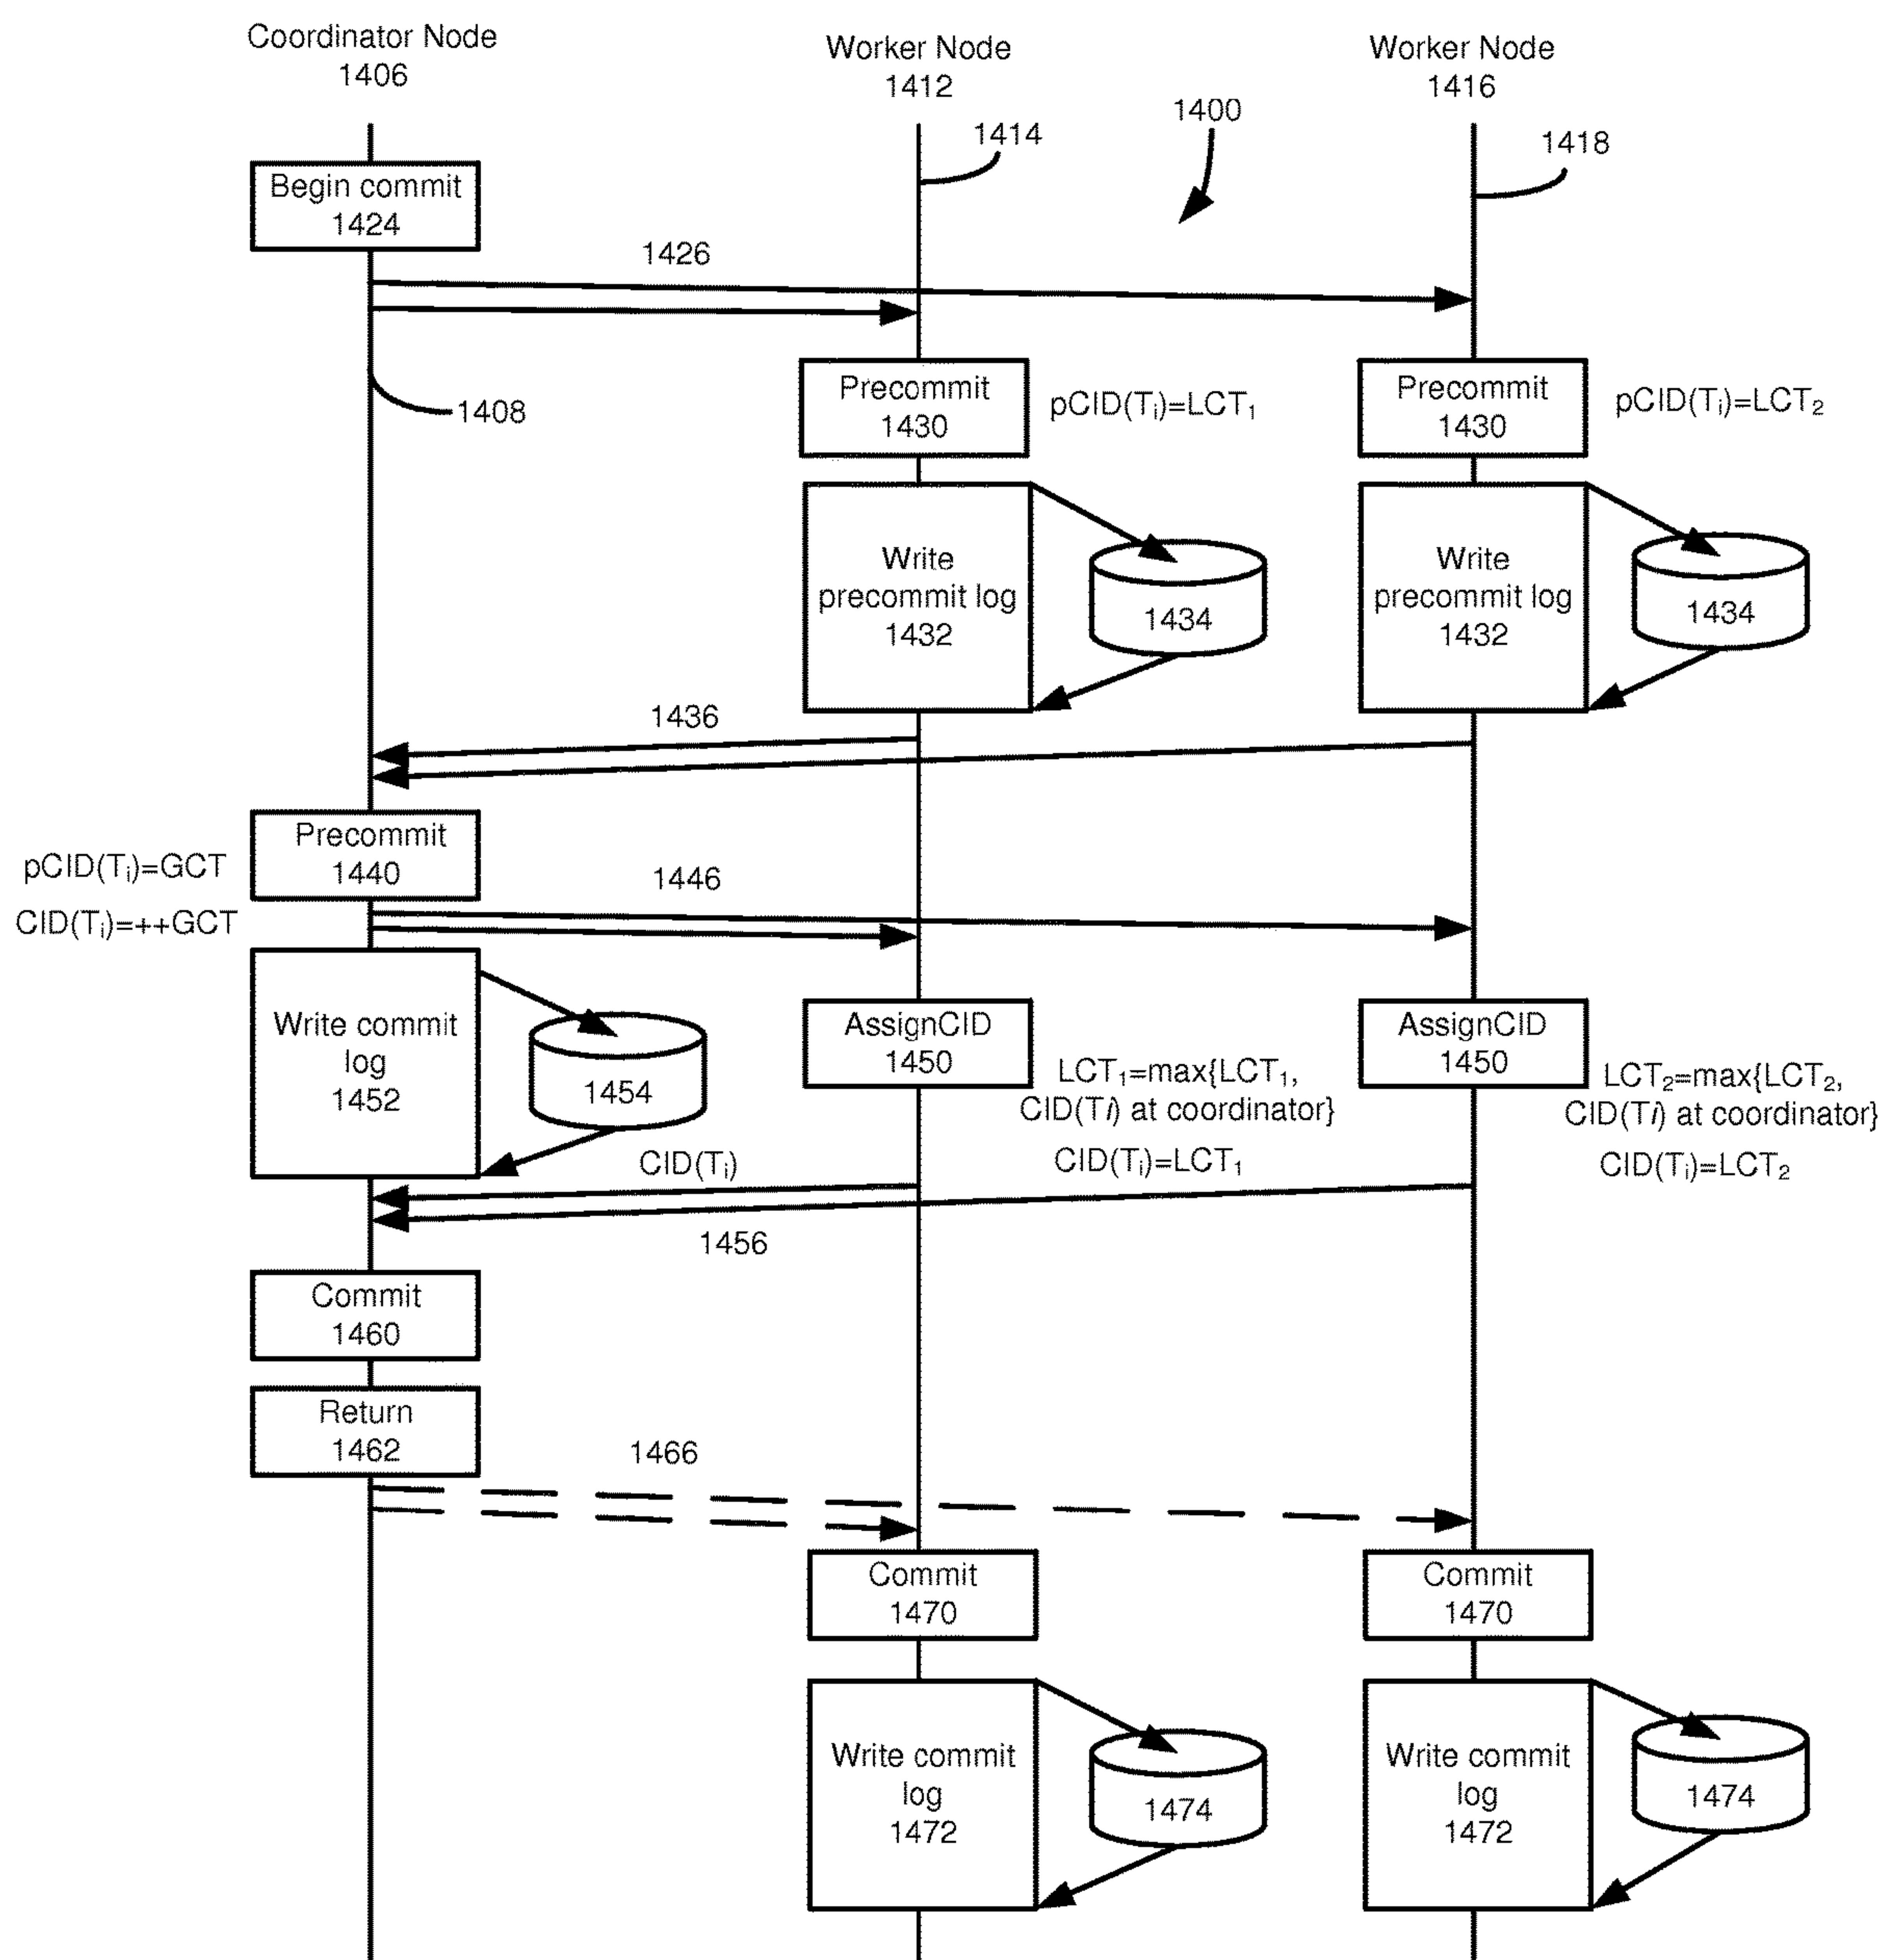 Coordinator Node
1406
Worker Node
1412
Worker Node
1416
1400
1414
1418
Begin commit
1424
1426
1408
Precommit
1430
pCID(Tᵢ)=LCT₁
Precommit
1430
pCID(Tᵢ)=LCT₂
Write
precommit log
1432
1434
Write
precommit log
1432
1434
1436
Precommit
1440
pCID(Tᵢ)=GCT
CID(Tᵢ)=++GCT
1446
Write commit
log
1452
1454
AssignCID
1450
LCT₁=max{LCT₁,
CID(Ti) at coordinator}
CID(Tᵢ)=LCT₁
AssignCID
1450
LCT₂=max{LCT₂,
CID(Ti) at coordinator}
CID(Tᵢ)=LCT₂
CID(Tᵢ)
1456
Commit
1460
Return
1462
1466
Commit
1470
Commit
1470
Write commit
log
1472
1474
Write commit
log
1472
1474